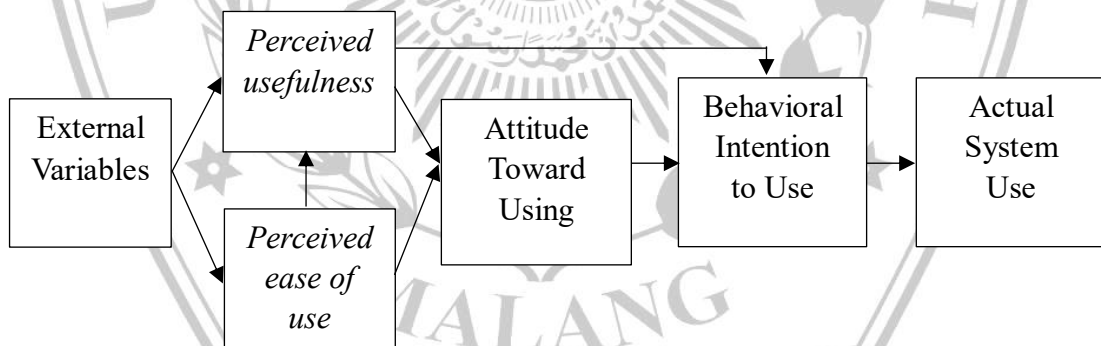 Perceived
usefulness
External
Variables
Perceived
ease of
use
Attitude
Toward
Using
Behavioral
Intention
to Use
Actual
System
Use
MALANG